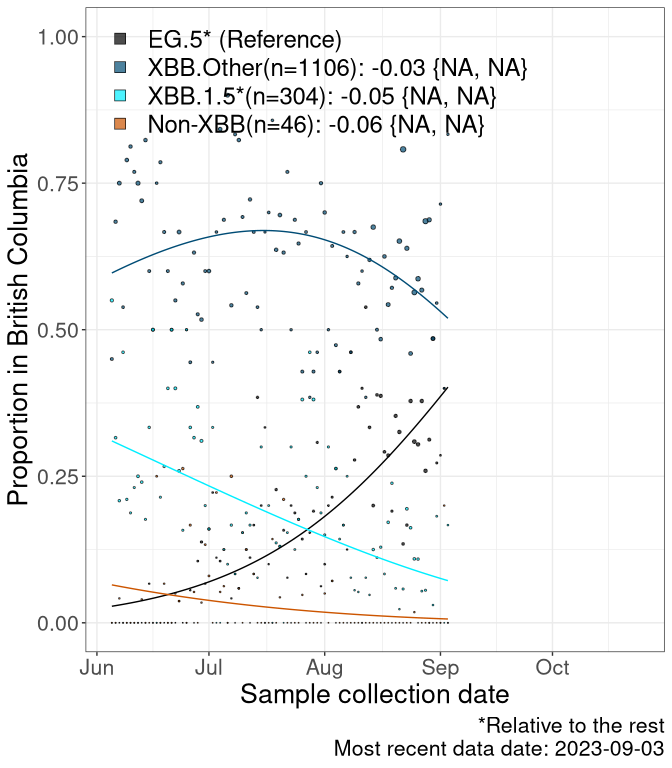 EG.5* (Reference)
XBB.Other(n=1106): -0.03 {NA, NA}
XBB.1.5*(n=304): -0.05 {NA, NA}
Non-XBB(n=46): -0.06 {NA, NA}
1.00
0.75
0.50
0.25
0.00
Proportion in British Columbia
Jun Jul Aug Sep Oct
Sample collection date
*Relative to the rest
Most recent data date: 2023-09-03